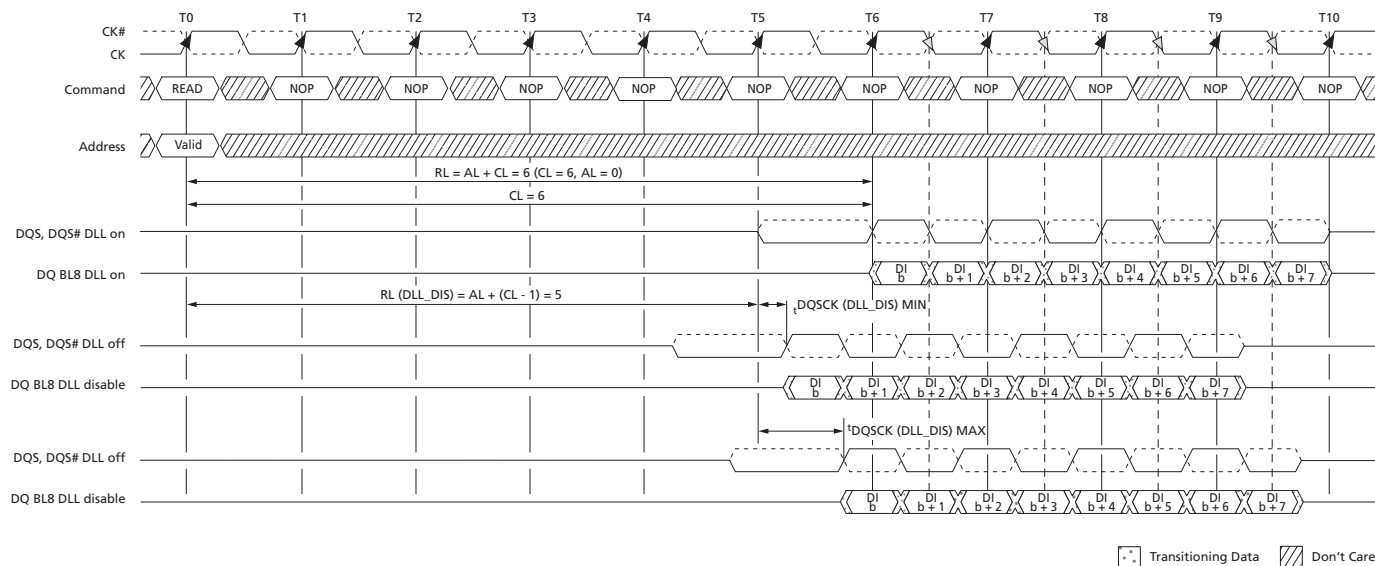 T0 T1 T2 T3 T4 T5 T6 T7 T8 T9 T10
CK#
CK
Command READ NOP NOP NOP NOP NOP NOP NOP NOP NOP NOP
Address Valid
RL = AL + CL = 6 (CL = 6, AL = 0)
CL = 6
DQS, DQS# DLL on
DQ BL8 DLL on DI b DI b + 1 DI b + 2 DI b + 3 DI b + 4 DI b + 5 DI b + 6 DI b + 7
RL (DLL_DIS) = AL + (CL - 1) = 5 tDQSCK (DLL_DIS) MIN
DQS, DQS# DLL off
DQ BL8 DLL disable DI b DI b + 1 DI b + 2 DI b + 3 DI b + 4 DI b + 5 DI b + 6 DI b + 7
tDQSCK (DLL_DIS) MAX
DQS, DQS# DLL off
DQ BL8 DLL disable DI b DI b + 1 DI b + 2 DI b + 3 DI b + 4 DI b + 5 DI b + 6 DI b + 7
Transitioning Data Don't Care